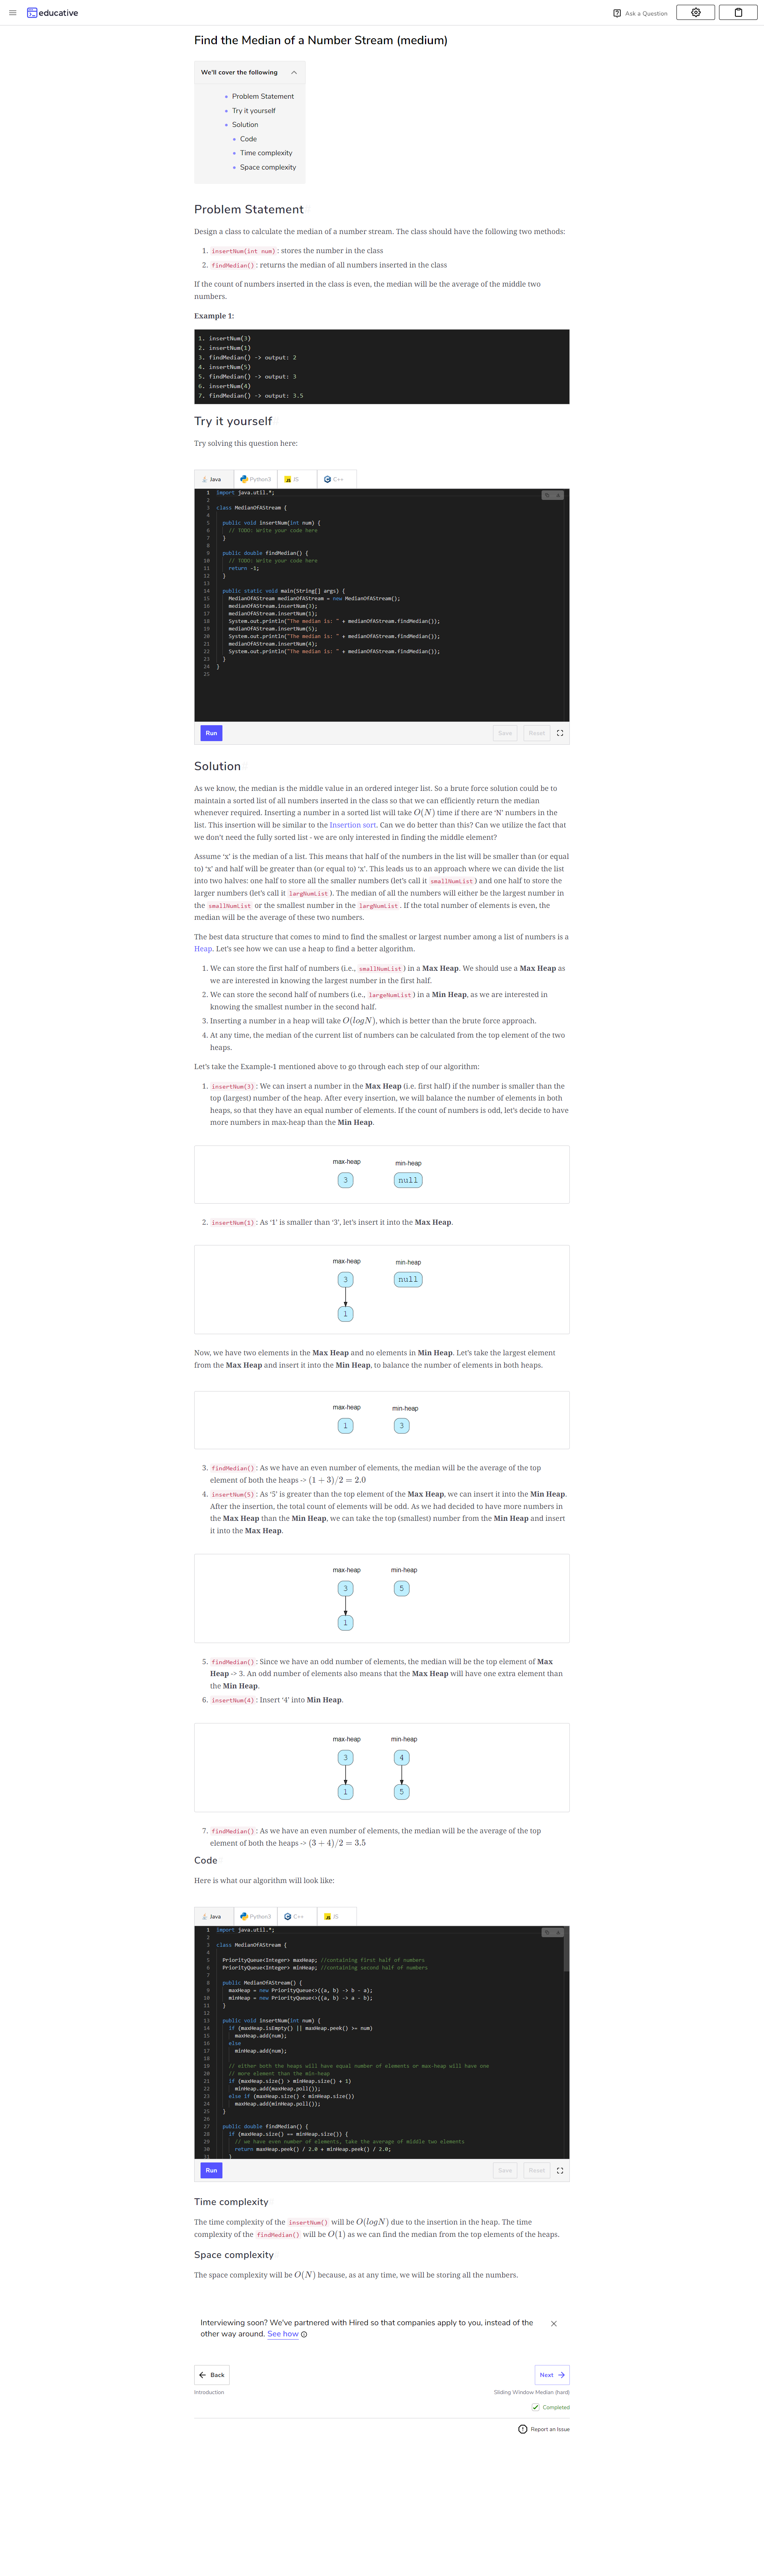 educative
Ask a Question
Find the Median of a Number Stream (medium)
We'll cover the following
Problem Statement
Try it yourself
Solution
Code
Time complexity
Space complexity
Problem Statement
Design a class to calculate the median of a number stream. The class should have the following two methods:
1. insertNum(int num): stores the number in the class
2. findMedian(): returns the median of all numbers inserted in the class
If the count of numbers inserted in the class is even, the median will be the average of the middle two
numbers.
Example 1:
1. insertNum(3)
2. insertNum(1)
3. findMedian() -> output: 2
4. insertNum(5)
5. findMedian() -> output: 3
6. insertNum(4)
7. findMedian() -> output: 3.5
Try it yourself
Try solving this question here:
Java Python3 JS C++
1 import java.util.*;
2
3 class MedianOfAStream {
4
5 public void insertNum(int num) {
6 // TODO: Write your code here
7 }
8
9 public double findMedian() {
10 // TODO: Write your code here
11 return -1;
12 }
13
14 public static void main(String[] args) {
15 MedianOfAStream medianOfAStream = new MedianOfAStream();
16 medianOfAStream.insertNum(3);
17 medianOfAStream.insertNum(1);
18 System.out.println("The median is: " + medianOfAStream.findMedian());
19 medianOfAStream.insertNum(5);
20 System.out.println("The median is: " + medianOfAStream.findMedian());
21 medianOfAStream.insertNum(4);
22 System.out.println("The median is: " + medianOfAStream.findMedian());
23 }
24 }
25
Run Save Reset
Solution
As we know, the median is the middle value in an ordered integer list. So a brute force solution could be to
maintain a sorted list of all numbers inserted in the class so that we can efficiently return the median
whenever required. Inserting a number in a sorted list will take O(N) time if there are ‘N’ numbers in the
list. This insertion will be similar to the Insertion sort. Can we do better than this? Can we utilize the fact that
we don’t need the fully sorted list - we are only interested in finding the middle element?
Assume ‘x’ is the median of a list. This means that half of the numbers in the list will be smaller than (or equal
to) ‘x’ and half will be greater than (or equal to) ‘x’. This leads us to an approach where we can divide the list
into two halves: one half to store all the smaller numbers (let’s call it smallNumList) and one half to store the
larger numbers (let’s call it largNumList). The median of all the numbers will either be the largest number in
the smallNumList or the smallest number in the largNumList. If the total number of elements is even, the
median will be the average of these two numbers.
The best data structure that comes to mind to find the smallest or largest number among a list of numbers is a
Heap. Let’s see how we can use a heap to find a better algorithm.
1. We can store the first half of numbers (i.e., smallNumList) in a Max Heap. We should use a Max Heap as
we are interested in knowing the largest number in the first half.
2. We can store the second half of numbers (i.e., largeNumList) in a Min Heap, as we are interested in
knowing the smallest number in the second half.
3. Inserting a number in a heap will take O(logN), which is better than the brute force approach.
4. At any time, the median of the current list of numbers can be calculated from the top element of the two
heaps.
Let’s take the Example-1 mentioned above to go through each step of our algorithm:
1. insertNum(3): We can insert a number in the Max Heap (i.e. first half) if the number is smaller than the
top (largest) number of the heap. After every insertion, we will balance the number of elements in both
heaps, so that they have an equal number of elements. If the count of numbers is odd, let’s decide to have
more numbers in max-heap than the Min Heap.
max-heap min-heap
3 null
2. insertNum(1): As ‘1’ is smaller than ‘3’, let’s insert it into the Max Heap.
max-heap min-heap
3 null
1
Now, we have two elements in the Max Heap and no elements in Min Heap. Let’s take the largest element
from the Max Heap and insert it into the Min Heap, to balance the number of elements in both heaps.
max-heap min-heap
1 3
3. findMedian(): As we have an even number of elements, the median will be the average of the top
element of both the heaps -> (1 + 3)/2 = 2.0
4. insertNum(5): As ‘5’ is greater than the top element of the Max Heap, we can insert it into the Min Heap.
After the insertion, the total count of elements will be odd. As we had decided to have more numbers in
the Max Heap than the Min Heap, we can take the top (smallest) number from the Min Heap and insert
it into the Max Heap.
max-heap min-heap
3 5
1
5. findMedian(): Since we have an odd number of elements, the median will be the top element of Max
Heap -> 3. An odd number of elements also means that the Max Heap will have one extra element than
the Min Heap.
6. insertNum(4): Insert ‘4’ into Min Heap.
max-heap min-heap
3 4
1 5
7. findMedian(): As we have an even number of elements, the median will be the average of the top
element of both the heaps -> (3 + 4)/2 = 3.5
Code
Here is what our algorithm will look like:
Java Python3 C++ JS
1 import java.util.*;
2
3 class MedianOfAStream {
4
5 PriorityQueue<Integer> maxHeap; //containing first half of numbers
6 PriorityQueue<Integer> minHeap; //containing second half of numbers
7
8 public MedianOfAStream() {
9 maxHeap = new PriorityQueue<>((a, b) -> b - a);
10 minHeap = new PriorityQueue<>((a, b) -> a - b);
11 }
12
13 public void insertNum(int num) {
14 if (maxHeap.isEmpty() || maxHeap.peek() >= num)
15 maxHeap.add(num);
16 else
17 minHeap.add(num);
18
19 // either both the heaps will have equal number of elements or max-heap will have one
20 // more element than the min-heap
21 if (maxHeap.size() > minHeap.size() + 1)
22 minHeap.add(maxHeap.poll());
23 else if (maxHeap.size() < minHeap.size())
24 maxHeap.add(minHeap.poll());
25 }
26
27 public double findMedian() {
28 if (maxHeap.size() == minHeap.size()) {
29 // we have even number of elements, take the average of middle two elements
30 return maxHeap.peek() / 2.0 + minHeap.peek() / 2.0;
31 }
Run Save Reset
Time complexity
The time complexity of the insertNum() will be O(logN) due to the insertion in the heap. The time
complexity of the findMedian() will be O(1) as we can find the median from the top elements of the heaps.
Space complexity
The space complexity will be O(N) because, as at any time, we will be storing all the numbers.
Interviewing soon? We've partnered with Hired so that companies apply to you, instead of the
other way around. See how
Back Next
Introduction Sliding Window Median (hard)
Completed
Report an Issue